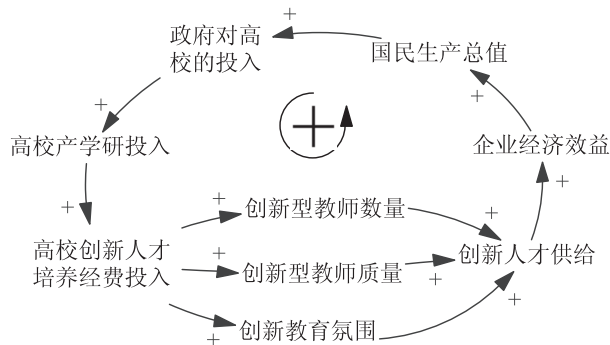 +
政府对高
校的投入
国民生产总值
+
+
高校产学研投入
+
企业经济效益
+
+
+
创新型教师数量
+
高校创新人才
培养经费投入
+
创新型教师质量
+
创新人才供给
+
创新教育氛围
+